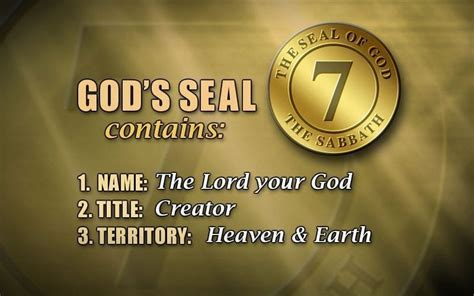 GOD'S SEAL
contains:
THE SEAL OF GOD
7
THE SABBATH
1. NAME: The Lord your God
2. TITLE: Creator
3. TERRITORY: Heaven & Earth